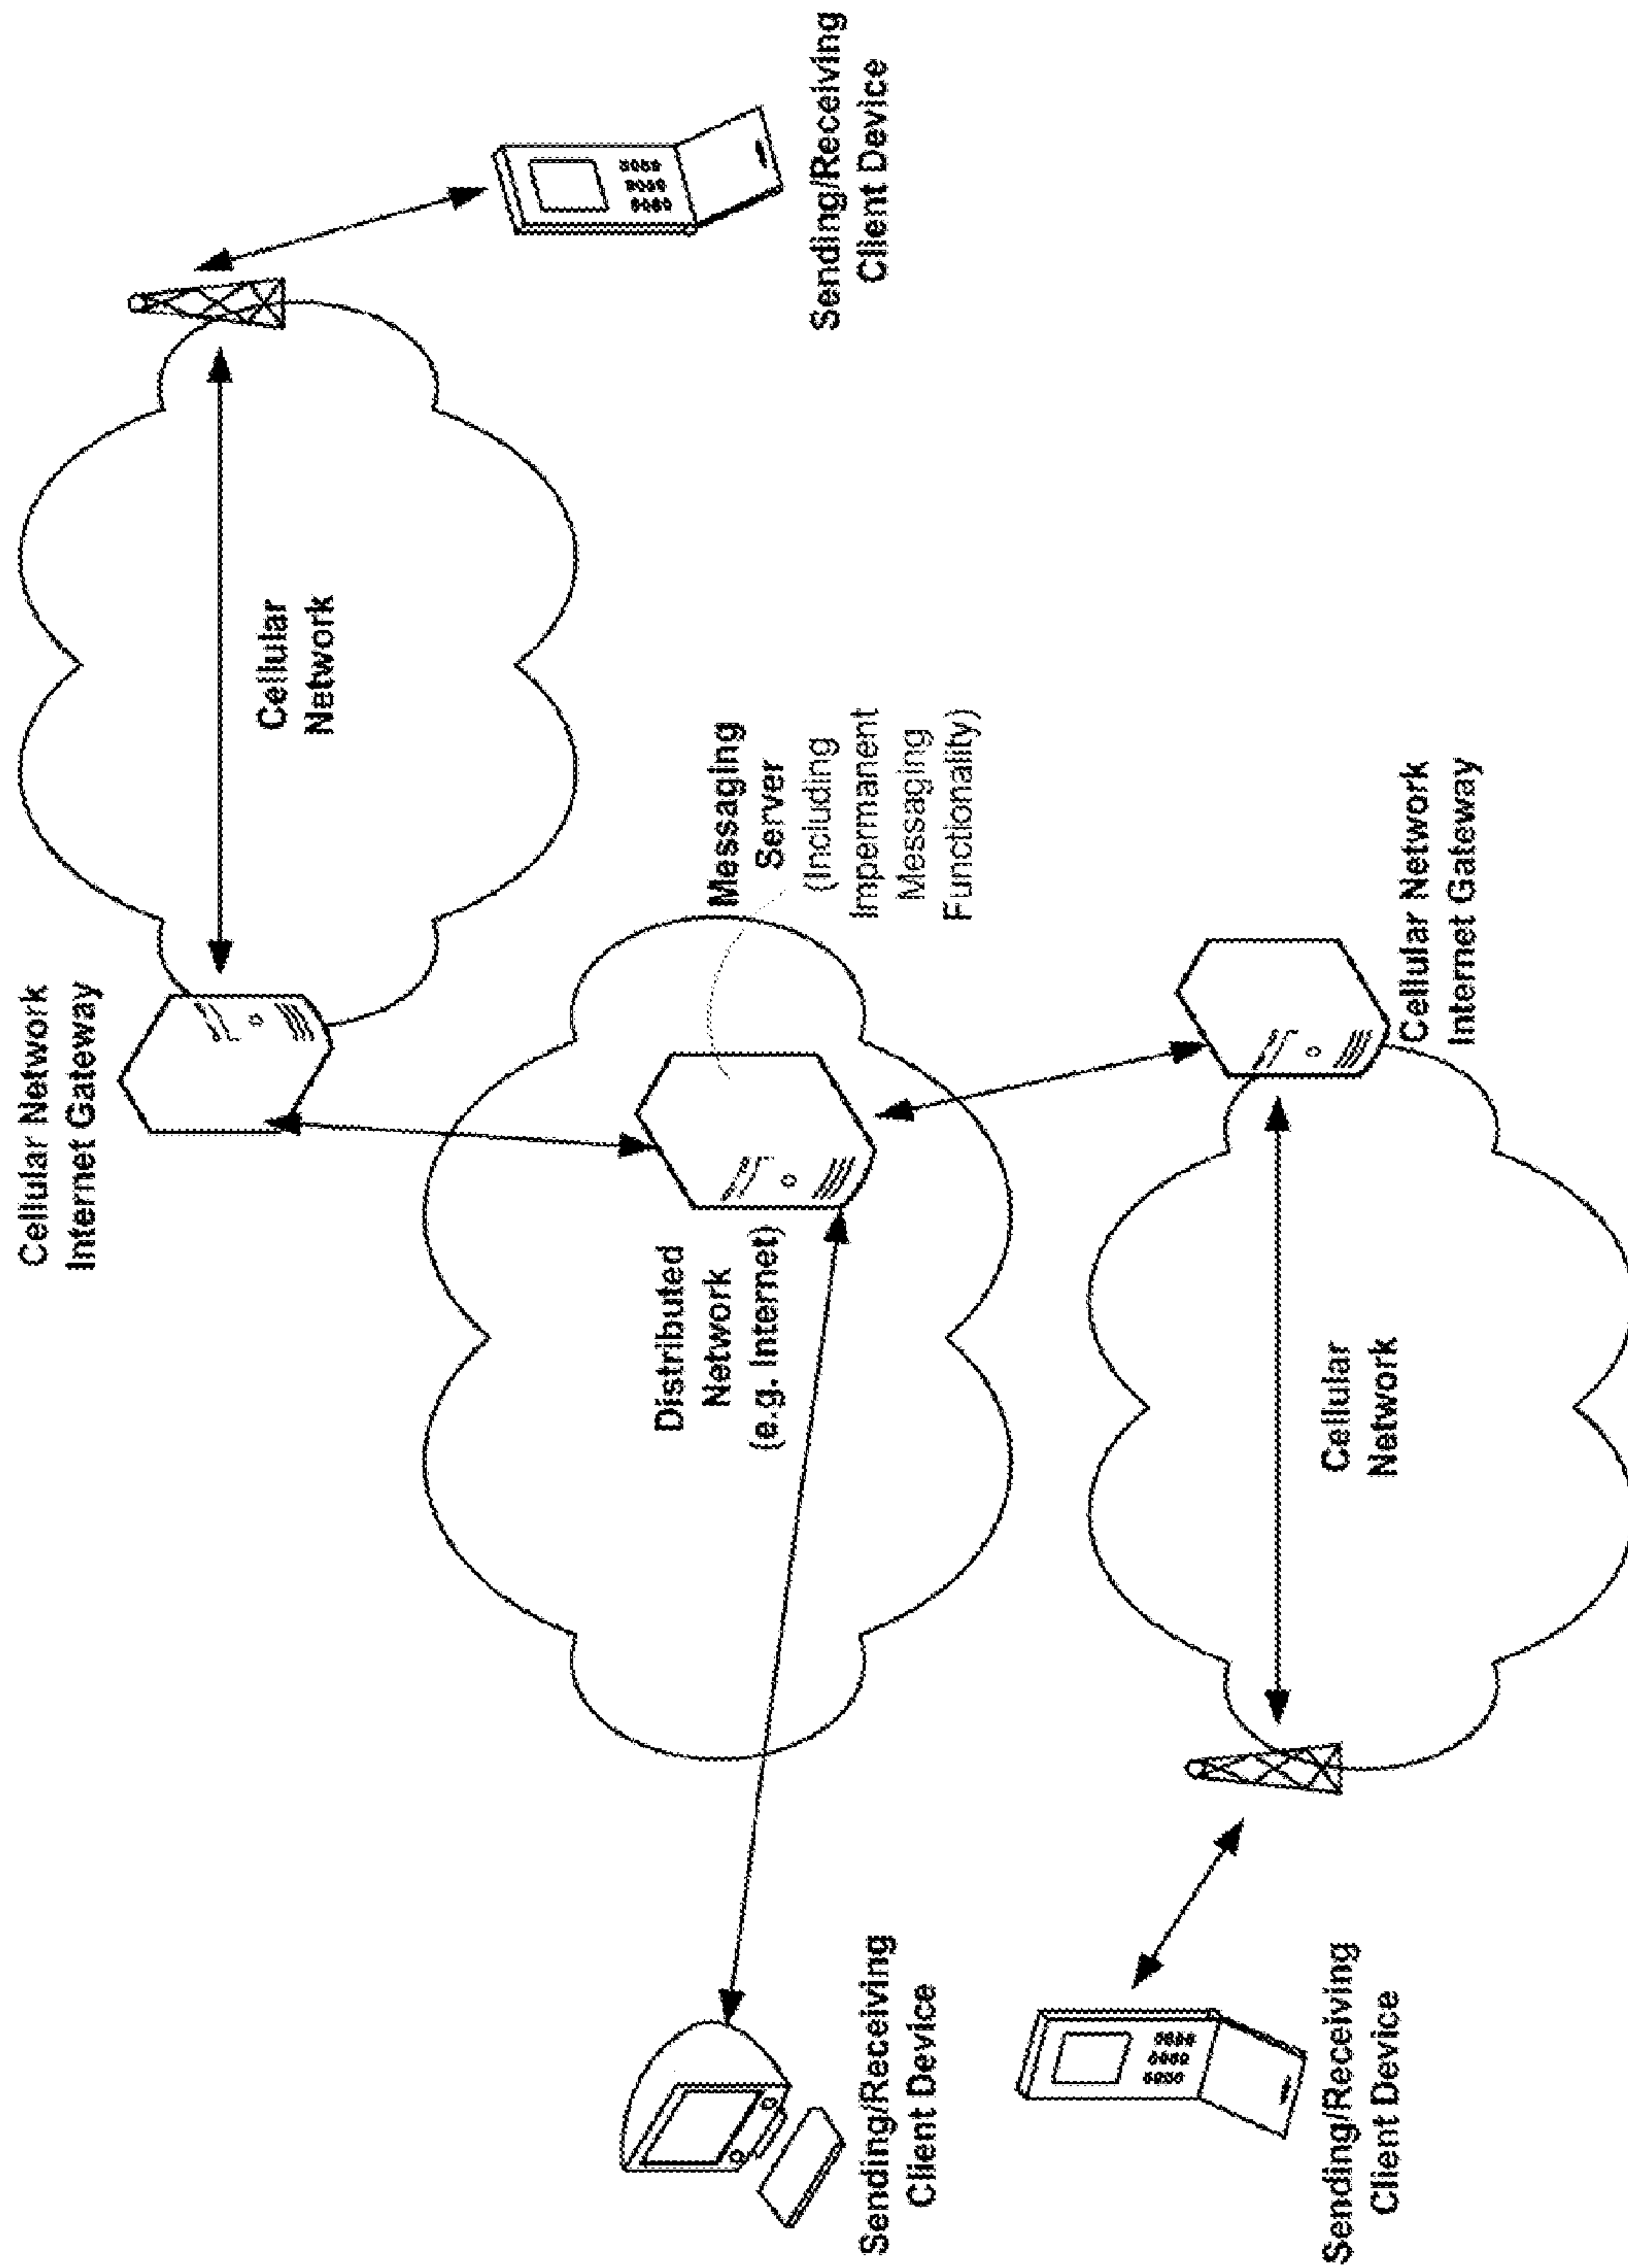 Cellular Network
Internet Gateway
Cellular
Network
Sending/Receiving
Client Device
Distributed
Network
(e.g. Internet)
Messaging
Server
(Including
Impermanent
Messaging
Functionality)
Sending/Receiving
Client Device
Cellular Network
Internet Gateway
Cellular
Network
Sending/Receiving
Client Device